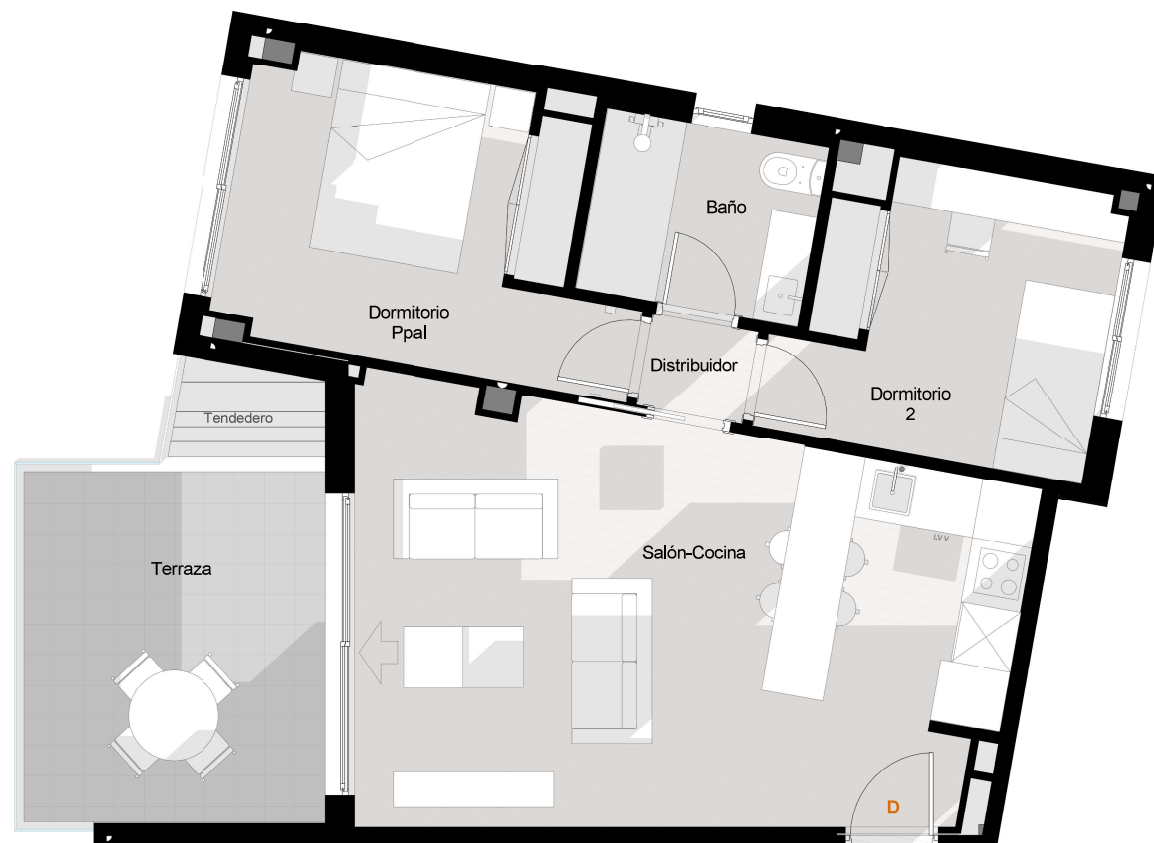 Baño
Dormitorio
Ppal
Distribuidor
Dormitorio
2
Tendedero
LVV
Salón-Cocina
Terraza
D